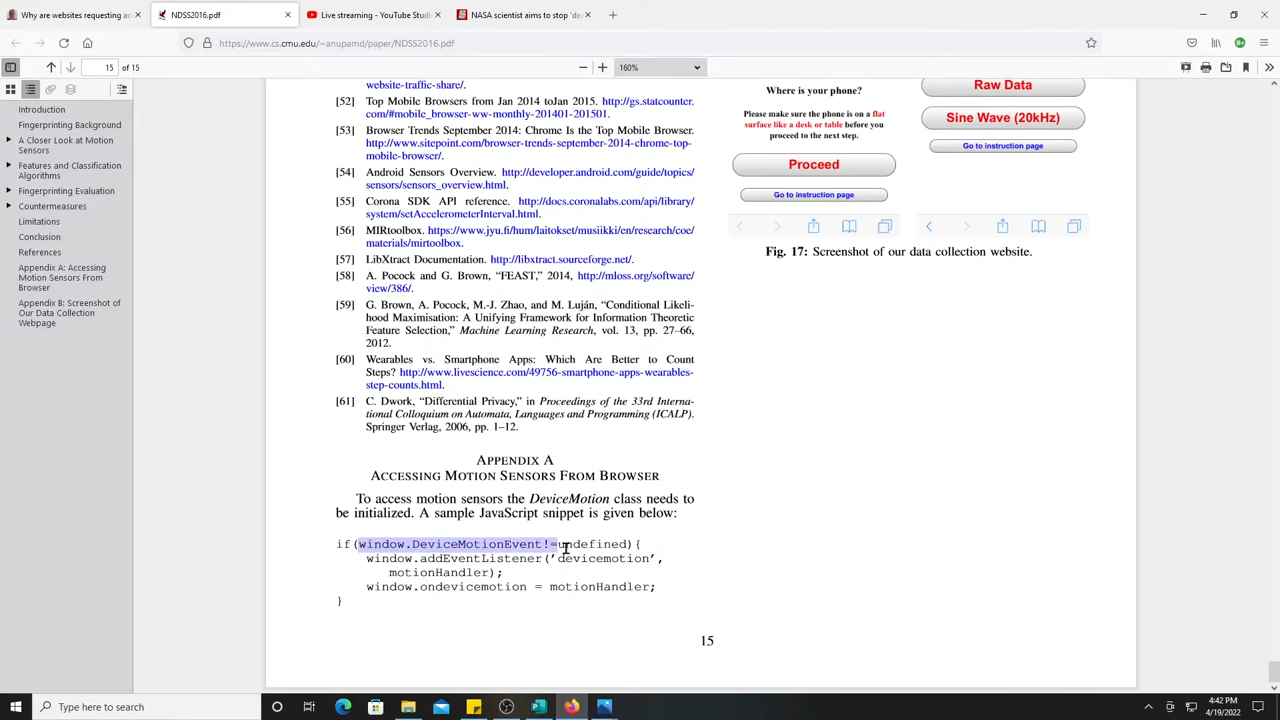 Why are websites requesting ac
NDSS2016.pdf
Live streaming - YouTube Studi
NASA scientist aims to stop 'de
https://www.cs.cmu.edu/~anupamd/paper/NDSS2016.pdf
15 of 15
160%
Introduction
Fingerprinting Background
A Closer Look at Motion
Sensors
Features and Classification
Algorithms
Fingerprinting Evaluation
Countermeasures
Limitations
Conclusion
References
Appendix A: Accessing
Motion Sensors From
Browser
Appendix B: Screenshot of
Our Data Collection
Webpage
website-traffic-share/.
[52] Top Mobile Browsers from Jan 2014 toJan 2015. http://gs.statcounter.
com/#mobile_browser-ww-monthly-201401-201501.
[53] Browser Trends September 2014: Chrome Is the Top Mobile Browser.
http://www.sitepoint.com/browser-trends-september-2014-chrome-top-
mobile-browser/.
[54] Android Sensors Overview. http://developer.android.com/guide/topics/
sensors/sensors_overview.html.
[55] Corona SDK API reference. http://docs.coronalabs.com/api/library/
system/setAccelerometerInterval.html.
[56] MIRtoolbox. https://www.jyu.fi/hum/laitokset/musiikki/en/research/coe/
materials/mirtoolbox.
[57] LibXtract Documentation. http://libxtract.sourceforge.net/.
[58] A. Pocock and G. Brown, “FEAST,” 2014, http://mloss.org/software/
view/386/.
[59] G. Brown, A. Pocock, M.-J. Zhao, and M. Luján, “Conditional Likeli-
hood Maximisation: A Unifying Framework for Information Theoretic
Feature Selection,” Machine Learning Research, vol. 13, pp. 27–66,
2012.
[60] Wearables vs. Smartphone Apps: Which Are Better to Count
Steps? http://www.livescience.com/49756-smartphone-apps-wearables-
step-counts.html.
[61] C. Dwork, “Differential Privacy,” in Proceedings of the 33rd Interna-
tional Colloquium on Automata, Languages and Programming (ICALP).
Springer Verlag, 2006, pp. 1–12.
APPENDIX A
ACCESSING MOTION SENSORS FROM BROWSER
To access motion sensors the DeviceMotion class needs to
be initialized. A sample JavaScript snippet is given below:
if(window.DeviceMotionEvent!=undefined){
window.addEventListener('devicemotion',
motionHandler);
window.ondevicemotion = motionHandler;
}
Where is your phone?
Please make sure the phone is on a flat
surface like a desk or table before you
proceed to the next step.
Proceed
Go to instruction page
Raw Data
Sine Wave (20kHz)
Go to instruction page
Fig. 17: Screenshot of our data collection website.
15
Type here to search
4:42 PM
4/19/2022